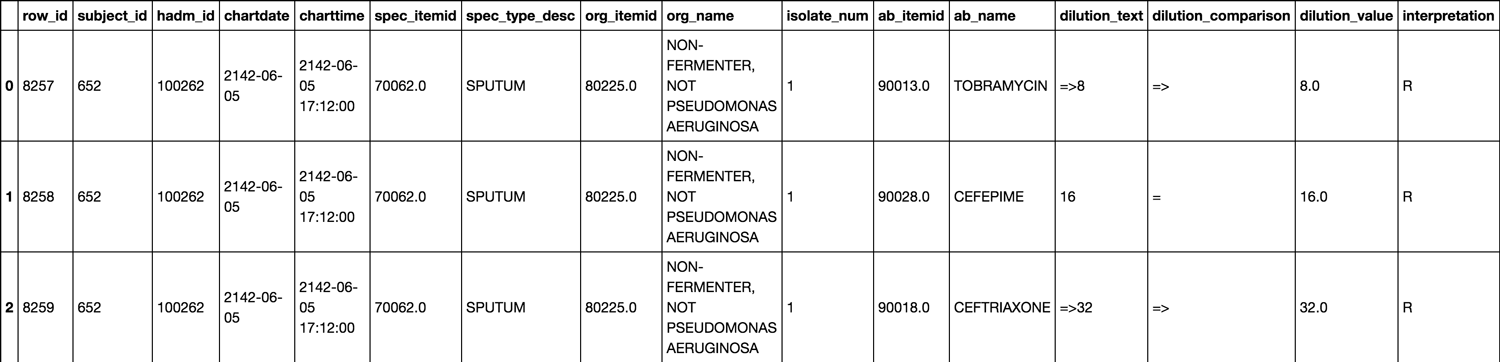 row_id subject_id hadm_id chartdate charttime spec_itemid spec_type_desc org_itemid org_name isolate_num ab_itemid ab_name dilution_text dilution_comparison dilution_value interpretation
0 8257 652 100262 2142-06-05 2142-06-05 17:12:00 70062.0 SPUTUM 80225.0 NON-FERMENTER, NOT PSEUDOMONAS AERUGINOSA 1 90013.0 TOBRAMYCIN =>8 => 8.0 R
1 8258 652 100262 2142-06-05 2142-06-05 17:12:00 70062.0 SPUTUM 80225.0 NON-FERMENTER, NOT PSEUDOMONAS AERUGINOSA 1 90028.0 CEFEPIME 16 = 16.0 R
2 8259 652 100262 2142-06-05 2142-06-05 17:12:00 70062.0 SPUTUM 80225.0 NON-FERMENTER, NOT PSEUDOMONAS AERUGINOSA 1 90018.0 CEFTRIAXONE =>32 => 32.0 R